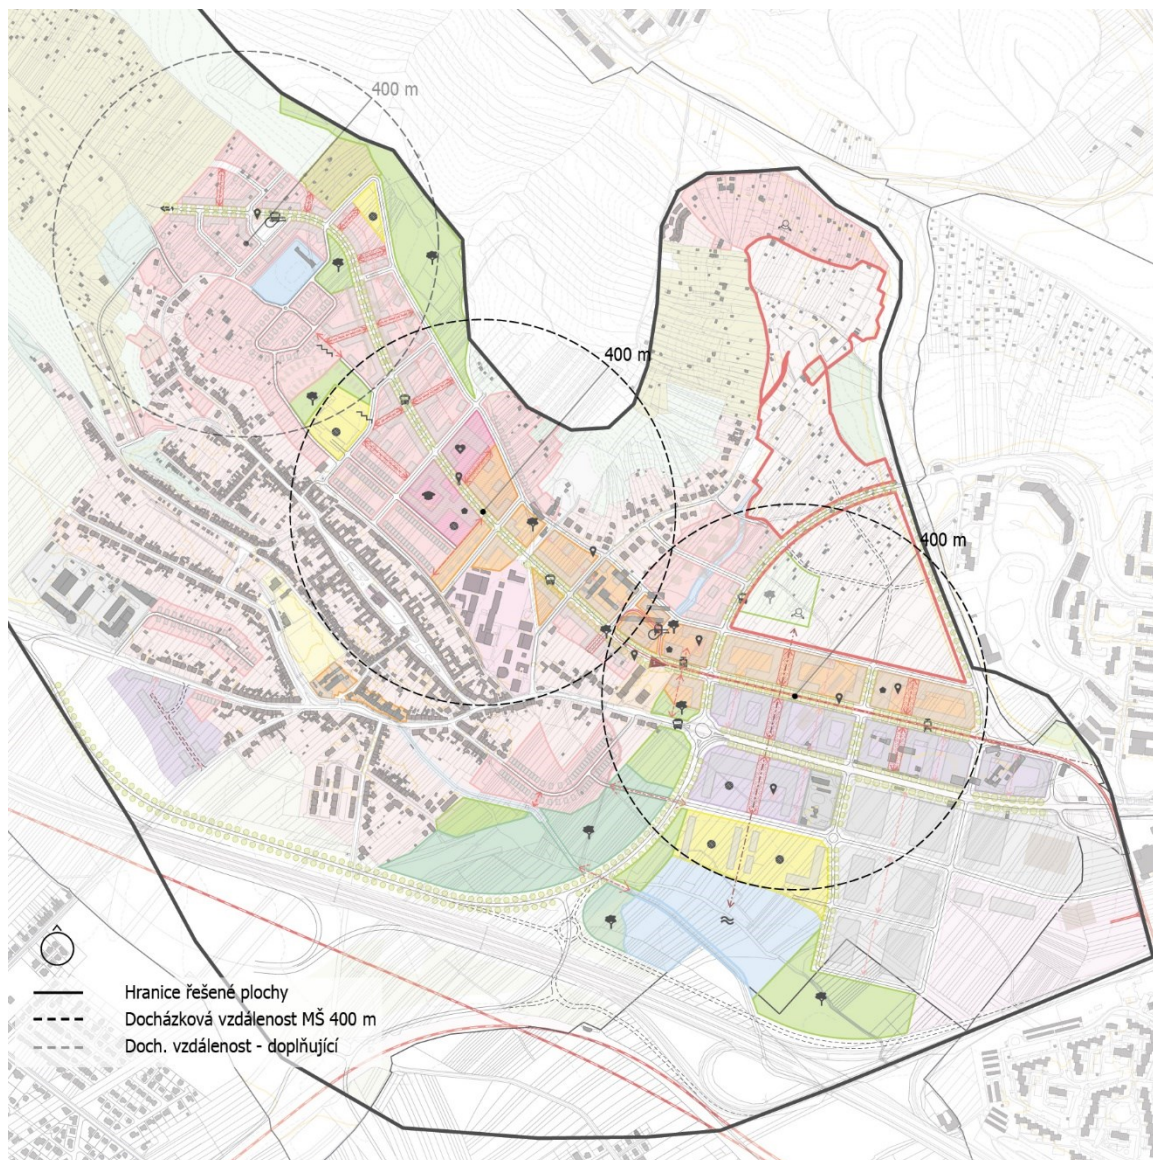 400 m
400 m
400 m
Hranice řešené plochy
Docházková vzdálenost MŠ 400 m
Doch. vzdálenost - doplňující